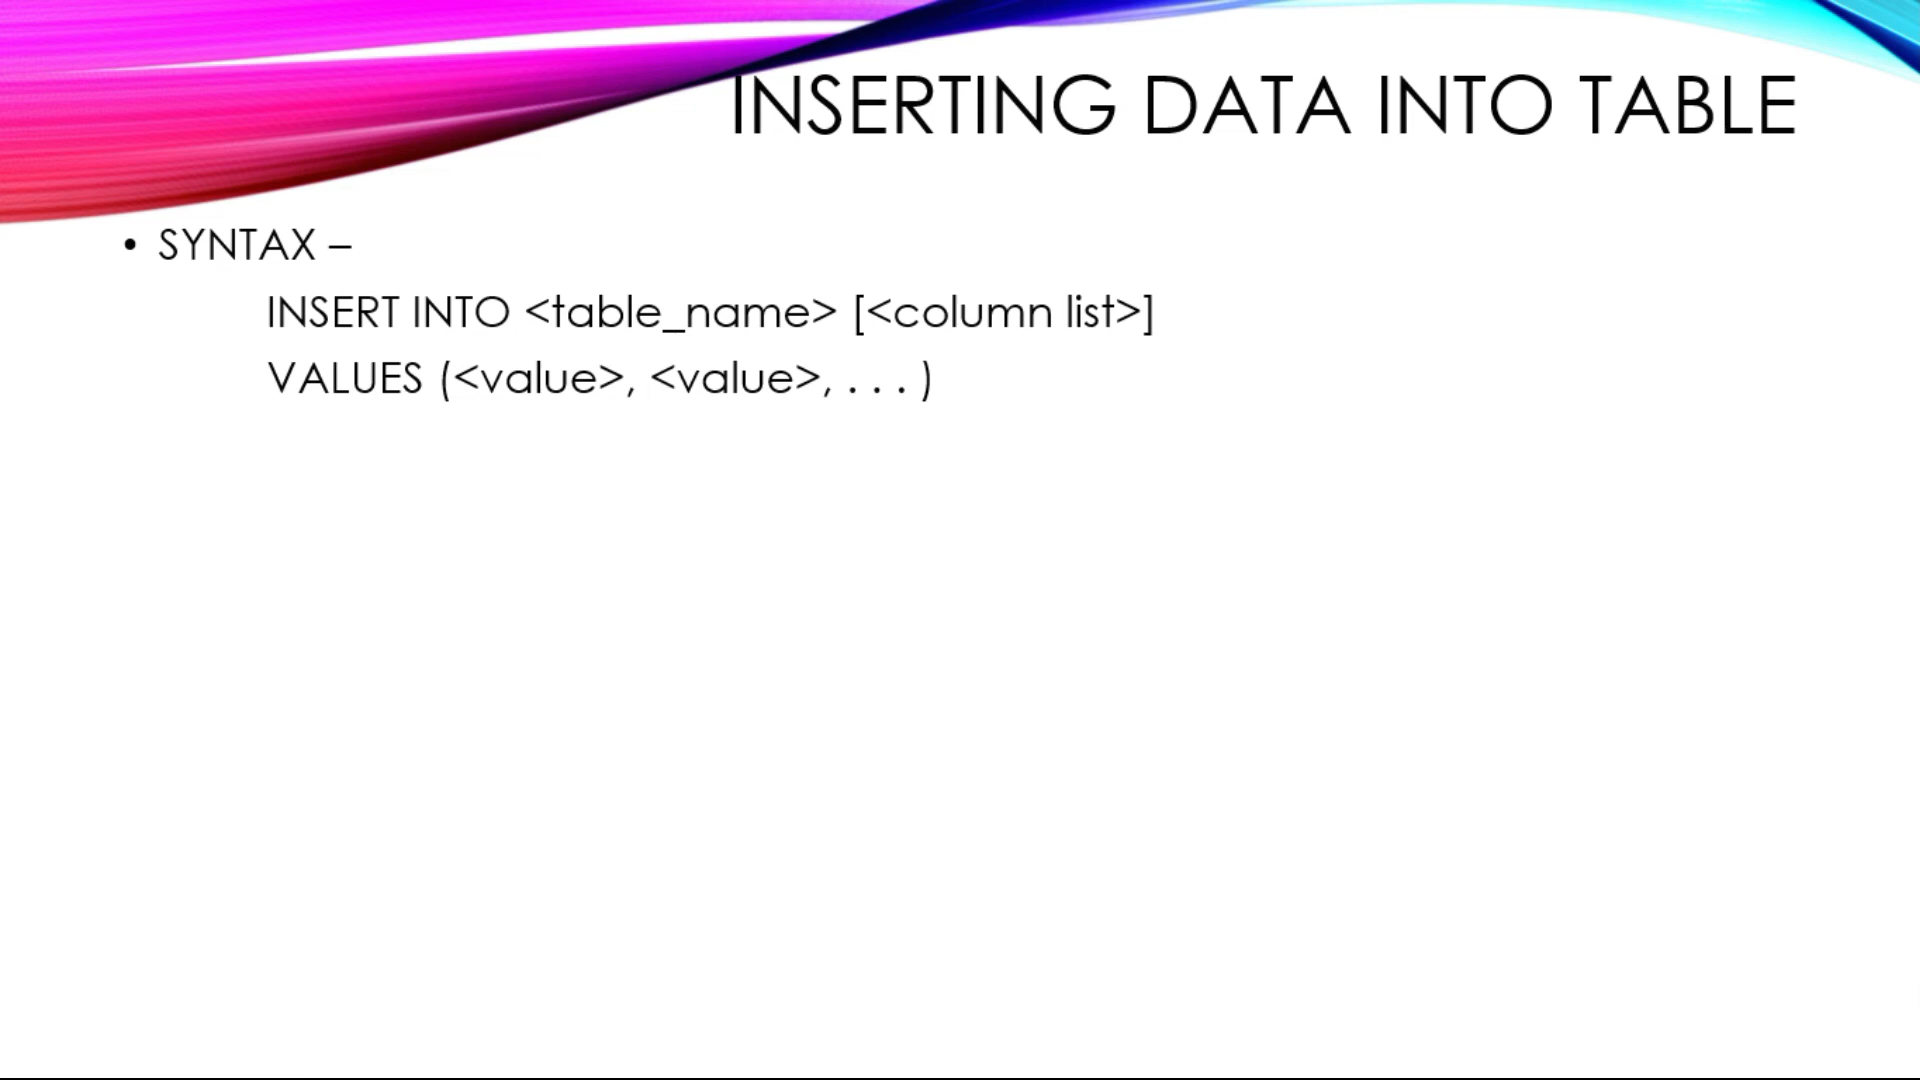 INSERTING DATA INTO TABLE
• SYNTAX –
INSERT INTO <table_name> [<column list>]
VALUES (<value>, <value>, . . . )